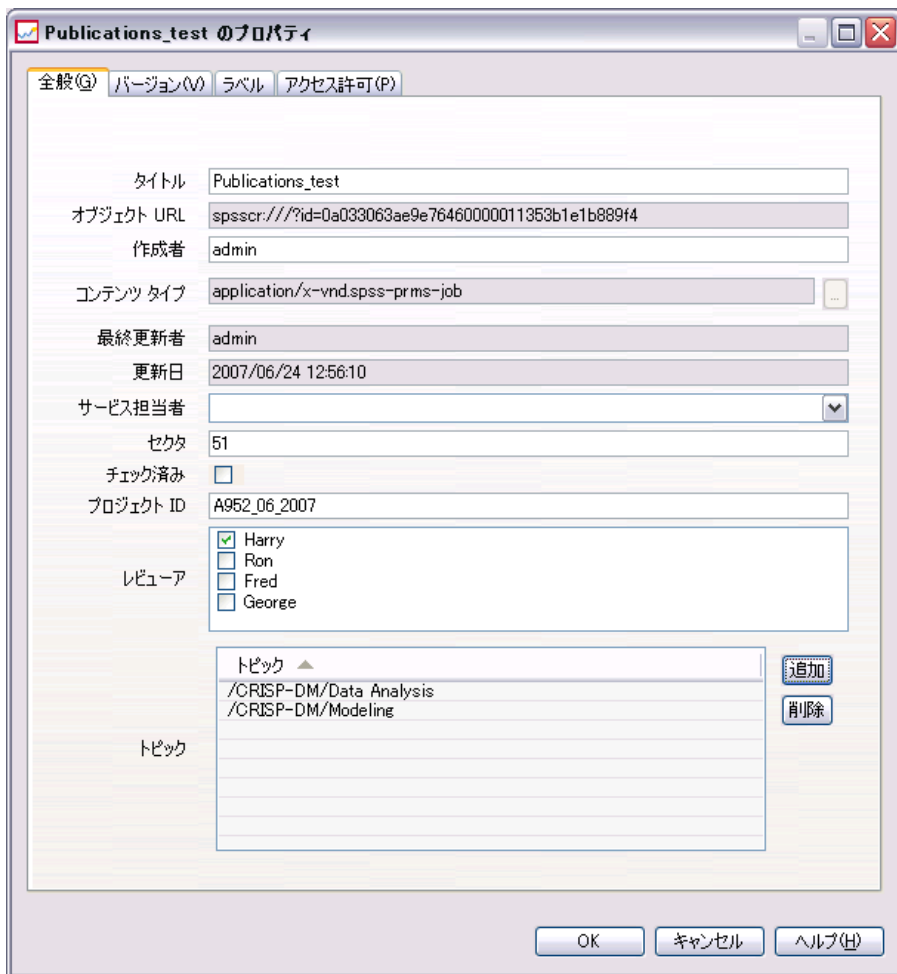 Publications_test のプロパティ
全般(G) バージョン(V) ラベル アクセス許可(P)
タイトル Publications_test
オブジェクト URL spsscr:///?id=0a033063ae9e76460000011353b1e1b889f4
作成者 admin
コンテンツ タイプ application/x-vnd.spss-prms-job ...
最終更新者 admin
更新日 2007/06/24 12:56:10
サービス担当者
セクタ 51
チェック済み
プロジェクト ID A952_06_2007
レビューア
Harry
Ron
Fred
George
トピック
トピック
/CRISP-DM/Data Analysis
/CRISP-DM/Modeling
追加
削除
OK キャンセル ヘルプ(H)